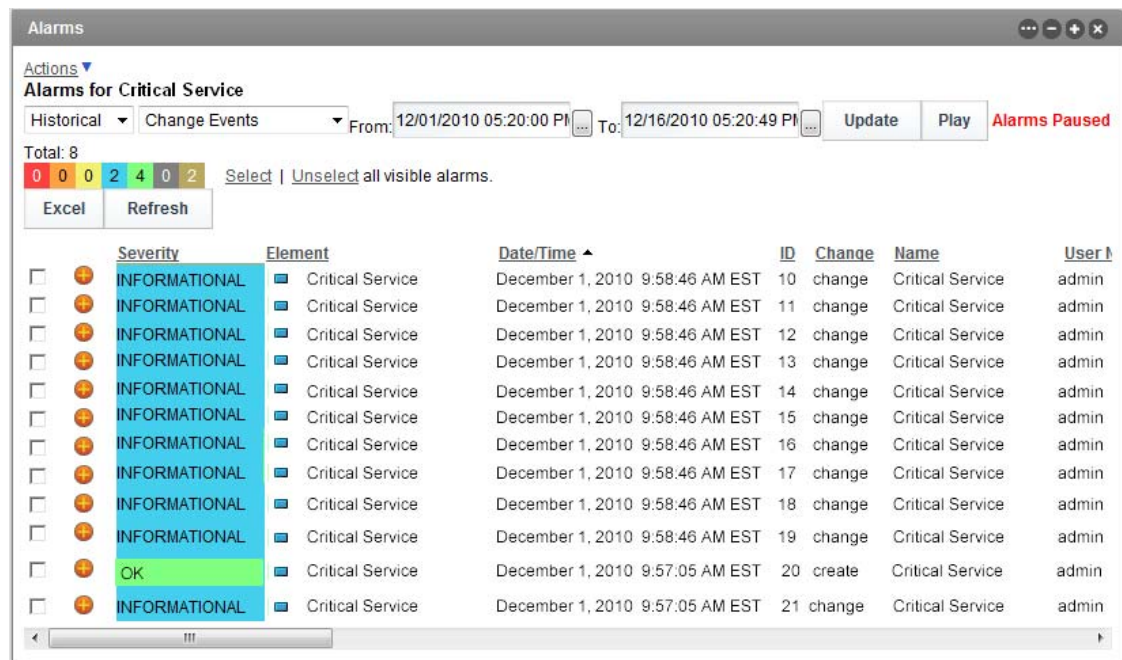 Alarms
Actions
Alarms for Critical Service
Historical Change Events From: 12/01/2010 05:20:00 PM ... To: 12/16/2010 05:20:49 PM ... Update Play Alarms Paused
Total: 8
0 0 0 2 4 0 2 Select | Unselect all visible alarms.
Excel Refresh
Severity Element Date/Time ID Change Name User N
INFORMATIONAL Critical Service December 1, 2010 9:58:46 AM EST 10 change Critical Service admin
INFORMATIONAL Critical Service December 1, 2010 9:58:46 AM EST 11 change Critical Service admin
INFORMATIONAL Critical Service December 1, 2010 9:58:46 AM EST 12 change Critical Service admin
INFORMATIONAL Critical Service December 1, 2010 9:58:46 AM EST 13 change Critical Service admin
INFORMATIONAL Critical Service December 1, 2010 9:58:46 AM EST 14 change Critical Service admin
INFORMATIONAL Critical Service December 1, 2010 9:58:46 AM EST 15 change Critical Service admin
INFORMATIONAL Critical Service December 1, 2010 9:58:46 AM EST 16 change Critical Service admin
INFORMATIONAL Critical Service December 1, 2010 9:58:46 AM EST 17 change Critical Service admin
INFORMATIONAL Critical Service December 1, 2010 9:58:46 AM EST 18 change Critical Service admin
INFORMATIONAL Critical Service December 1, 2010 9:58:46 AM EST 19 change Critical Service admin
OK Critical Service December 1, 2010 9:57:05 AM EST 20 create Critical Service admin
INFORMATIONAL Critical Service December 1, 2010 9:57:05 AM EST 21 change Critical Service admin